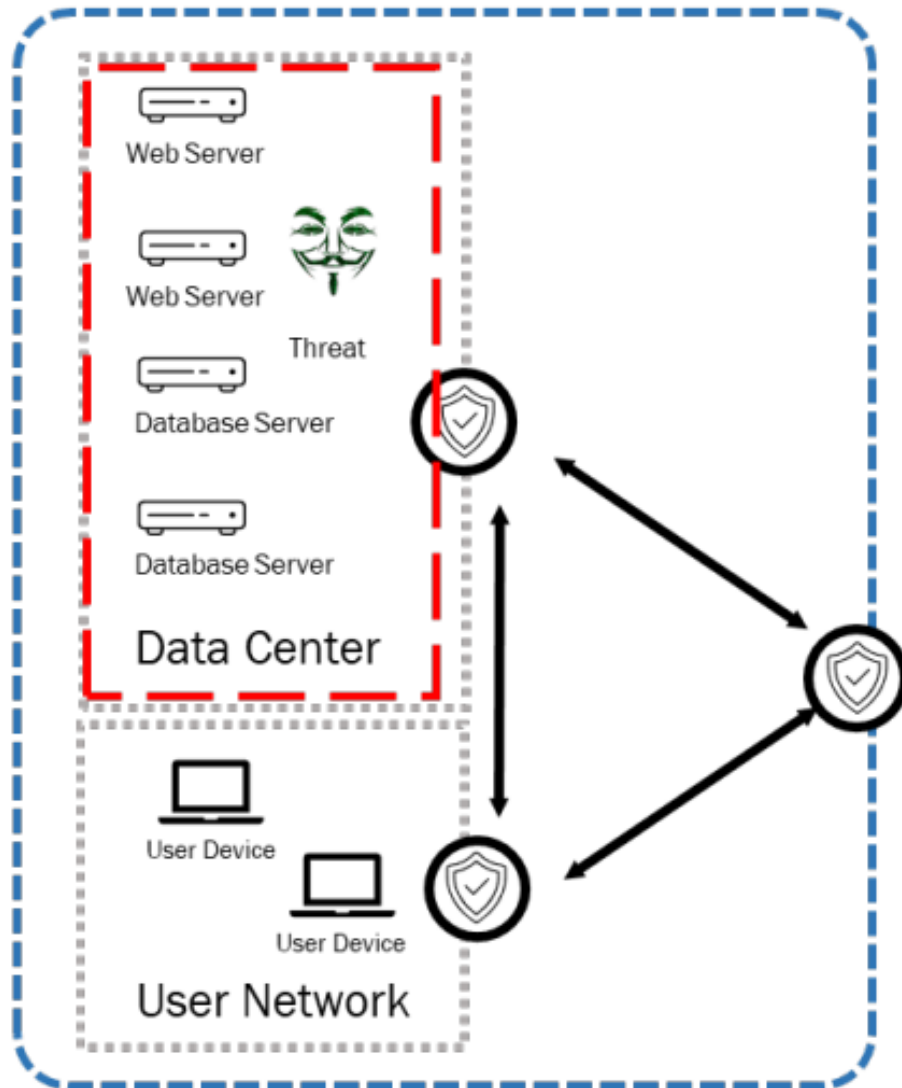 Web Server
Web Server
Threat
Database Server
Database Server
Data Center
User Device
User Device
User Network